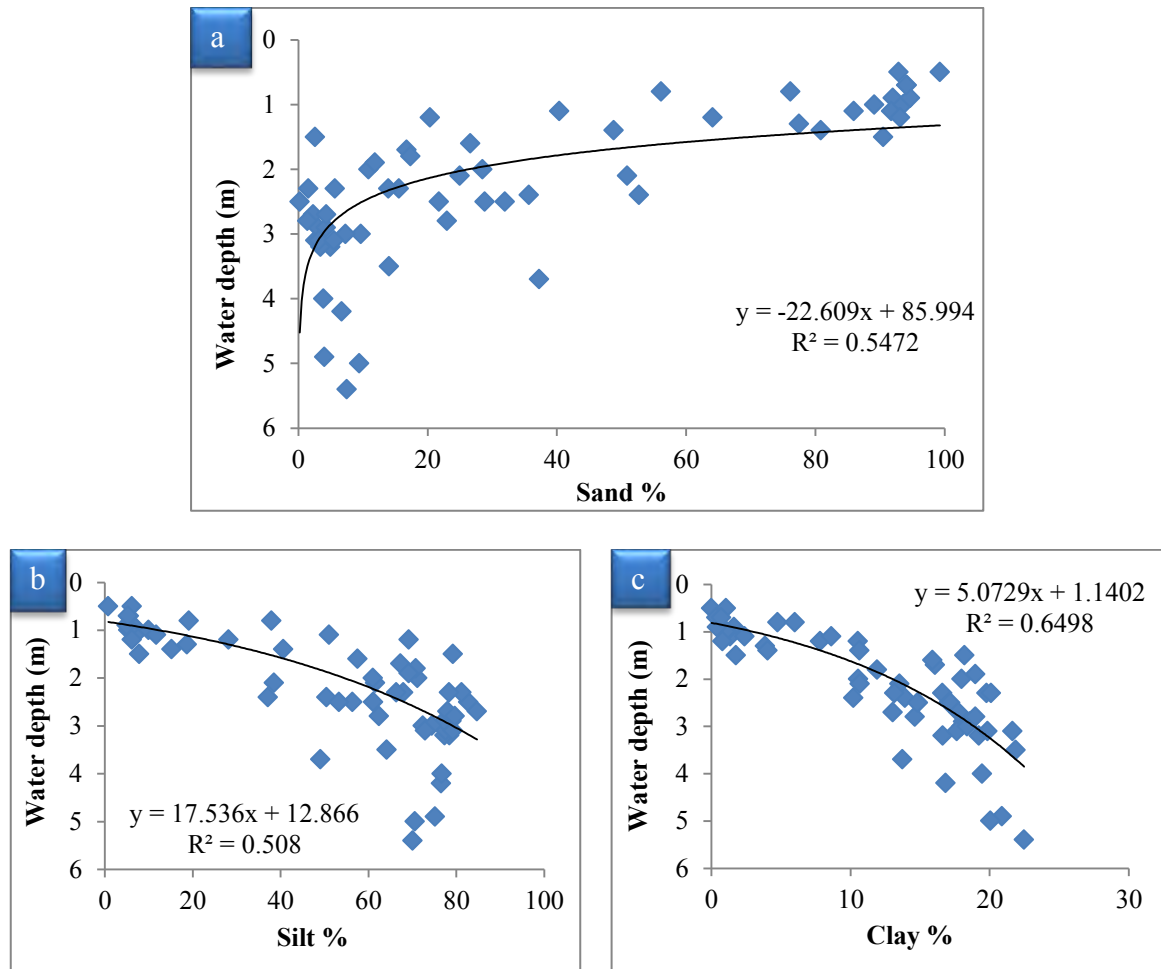 a
0
1
2
3
4
5
6
Water depth (m)
y = -22.609x + 85.994
R² = 0.5472
0 20 40 60 80 100
Sand %
b
0
1
2
3
4
5
6
Water depth (m)
y = 17.536x + 12.866
R² = 0.508
0 20 40 60 80 100
Silt %
c
0
1
2
3
4
5
6
Water depth (m)
y = 5.0729x + 1.1402
R² = 0.6498
0 10 20 30
Clay %